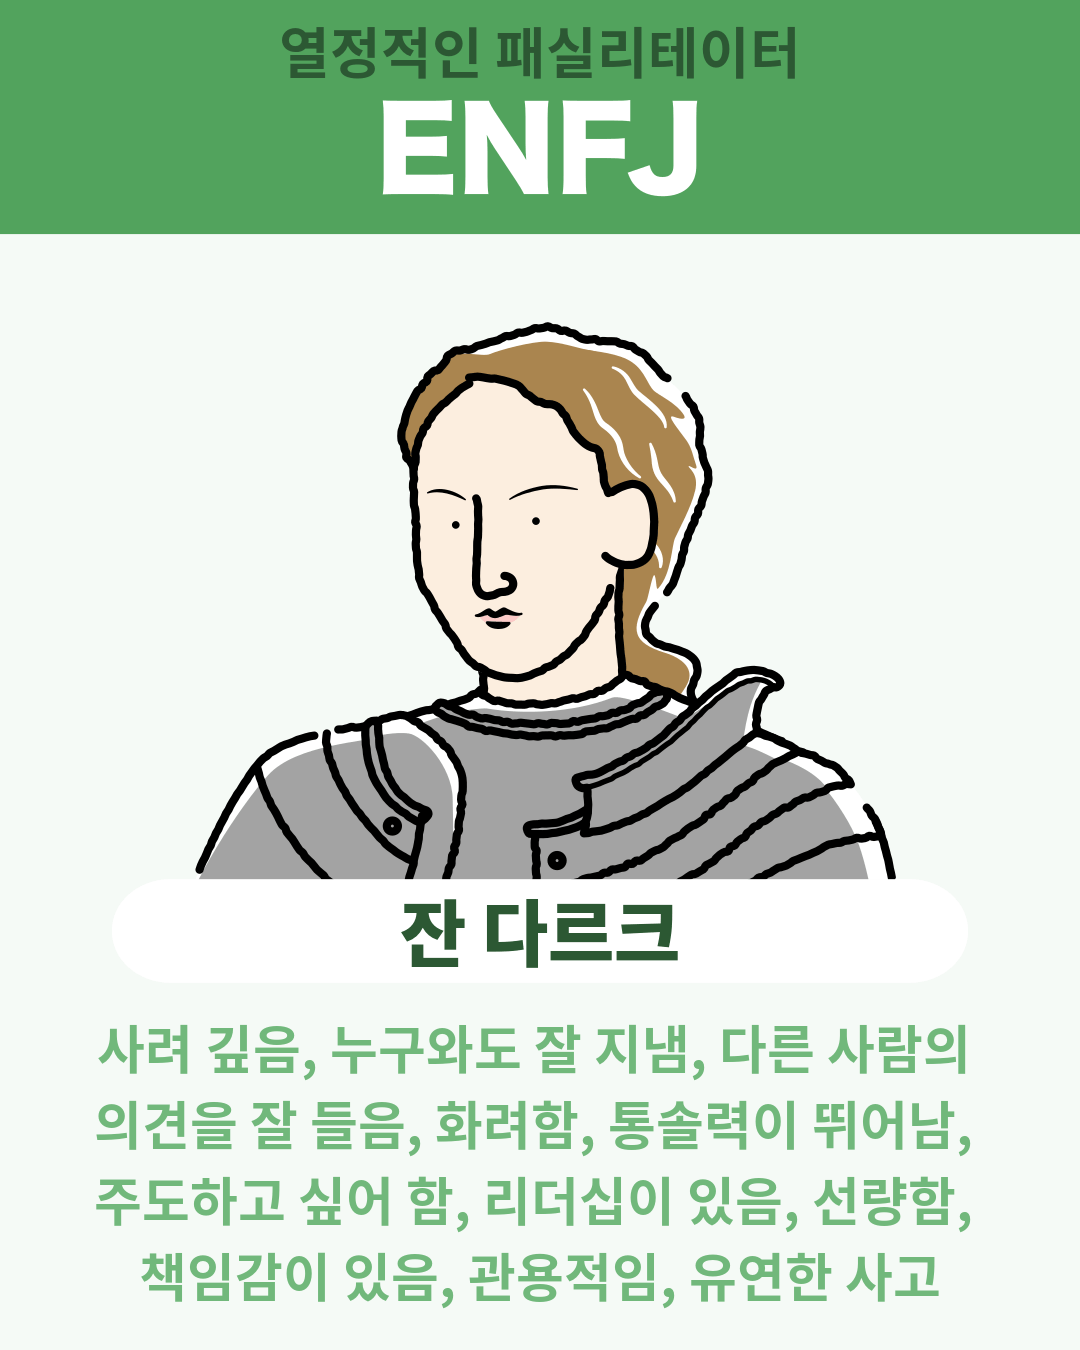 열정적인 패실리테이터
ENFJ
잔 다르크
사려 깊음, 누구와도 잘 지냄, 다른 사람의
의견을 잘 들음, 화려함, 통솔력이 뛰어남,
주도하고 싶어 함, 리더십이 있음, 선량함,
책임감이 있음, 관용적임, 유연한 사고